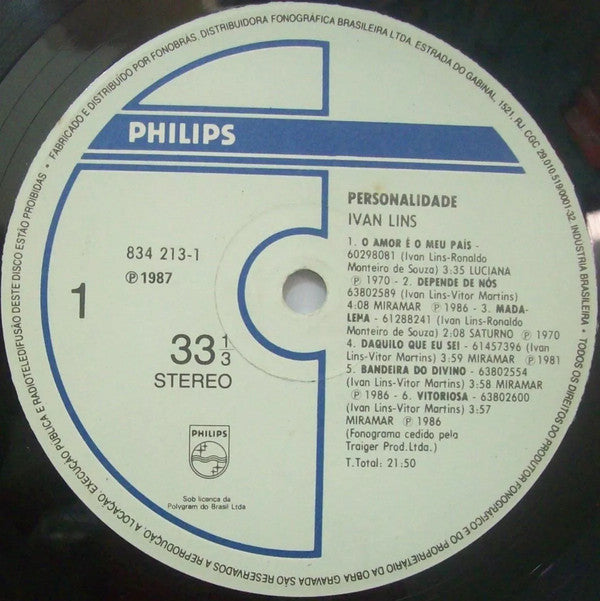 • FABRICADO E DISTRIBUÍDO POR FONOBRAS, DISTRIBUIDORA FONOGRÁFICA BRASILEIRA LTDA. ESTRADA DO GABINAL, 1521, RJ CGC 29.010.519/0001-32. INDÚSTRIA BRASILEIRA • TODOS OS DIREITOS DO PRODUTOR FONOGRÁFICO E DO PROPRIETÁRIO DA OBRA GRAVADA SÃO RESERVADOS A REPRODUÇÃO, A LOCAÇÃO, EXECUÇÃO PÚBLICA E RADIOTELEDIFUSÃO DESTE DISCO ESTÃO PROIBIDAS
PHILIPS
834 213-1
℗ 1987
1
33 1/3
STEREO
PHILIPS
Sob licenca da
Polygram do Brasil Ltda
PERSONALIDADE
IVAN LINS
1. O AMOR É O MEU PAÍS -
60298081 (Ivan Lins-Ronaldo
Monteiro de Souza) 3:35 LUCIANA
℗ 1970 - 2. DEPENDE DE NÓS
63802589 (Ivan Lins-Vitor Martins)
4:08 MIRAMAR ℗ 1986 - 3. MADA-
LEMA - 61288241 (Ivan Lins-Ronaldo
Monteiro de Souza) 2:08 SATURNO ℗ 1970
4. DAQUILO QUE EU SEI - 61457396 (Ivan
Lins-Vitor Martins) 3:59 MIRAMAR ℗ 1981
5. BANDEIRA DO DIVINO - 63802554
(Ivan Lins-Vitor Martins) 3:58 MIRAMAR
℗ 1986 - 6. VITORIOSA - 63802600
(Ivan Lins-Vitor Martins) 3:57
MIRAMAR ℗ 1986
(Fonograma cedido pela
Traiger Prod.Ltda.)
T.Total: 21:50